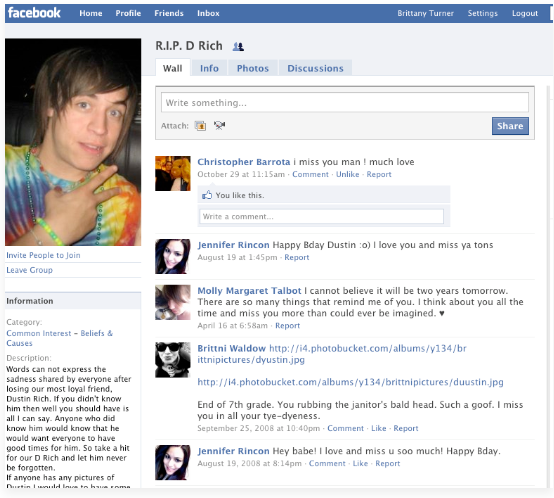 facebook Home Profile Friends Inbox Brittany Turner Settings Logout
R.I.P. D Rich
Wall Info Photos Discussions
Write something...
Attach:
Share
Christopher Barrota i miss you man ! much love
October 29 at 11:15am · Comment · Unlike · Report
You like this.
Write a comment...
Jennifer Rincon Happy Bday Dustin :o) I love you and miss ya tons
August 19 at 1:45pm · Report
Molly Margaret Talbot I cannot believe it will be two years tomorrow.
There are so many things that remind me of you. I think about you all the
time and miss you more than could ever be imagined. ♥
April 16 at 6:58am · Report
Brittni Waldow http://i4.photobucket.com/albums/y134/br
ittnipictures/dyustin.jpg
http://i4.photobucket.com/albums/y134/brittnipictures/duustin.jpg
End of 7th grade. You rubbing the janitor's bald head. Such a goof. I miss
you in all your tye-dyeness.
September 25, 2008 at 10:40pm · Comment · Like · Report
Jennifer Rincon Hey babe! I love and miss u soo much! Happy Bday.
August 19, 2008 at 8:14pm · Comment · Like · Report
Invite People to Join
Leave Group
Information
Category:
Common Interest - Beliefs &
Causes
Description:
Words can not express the
sadness shared by everyone after
losing our most loyal friend,
Dustin Rich. If you didn't know
him then well you should have is
all I can say. Anyone who did
know him would know that he
would want everyone to have
good times for him. So take a hit
for our D Rich and let him never
be forgotten.
If anyone has any pictures of
Dustin I would love to have some